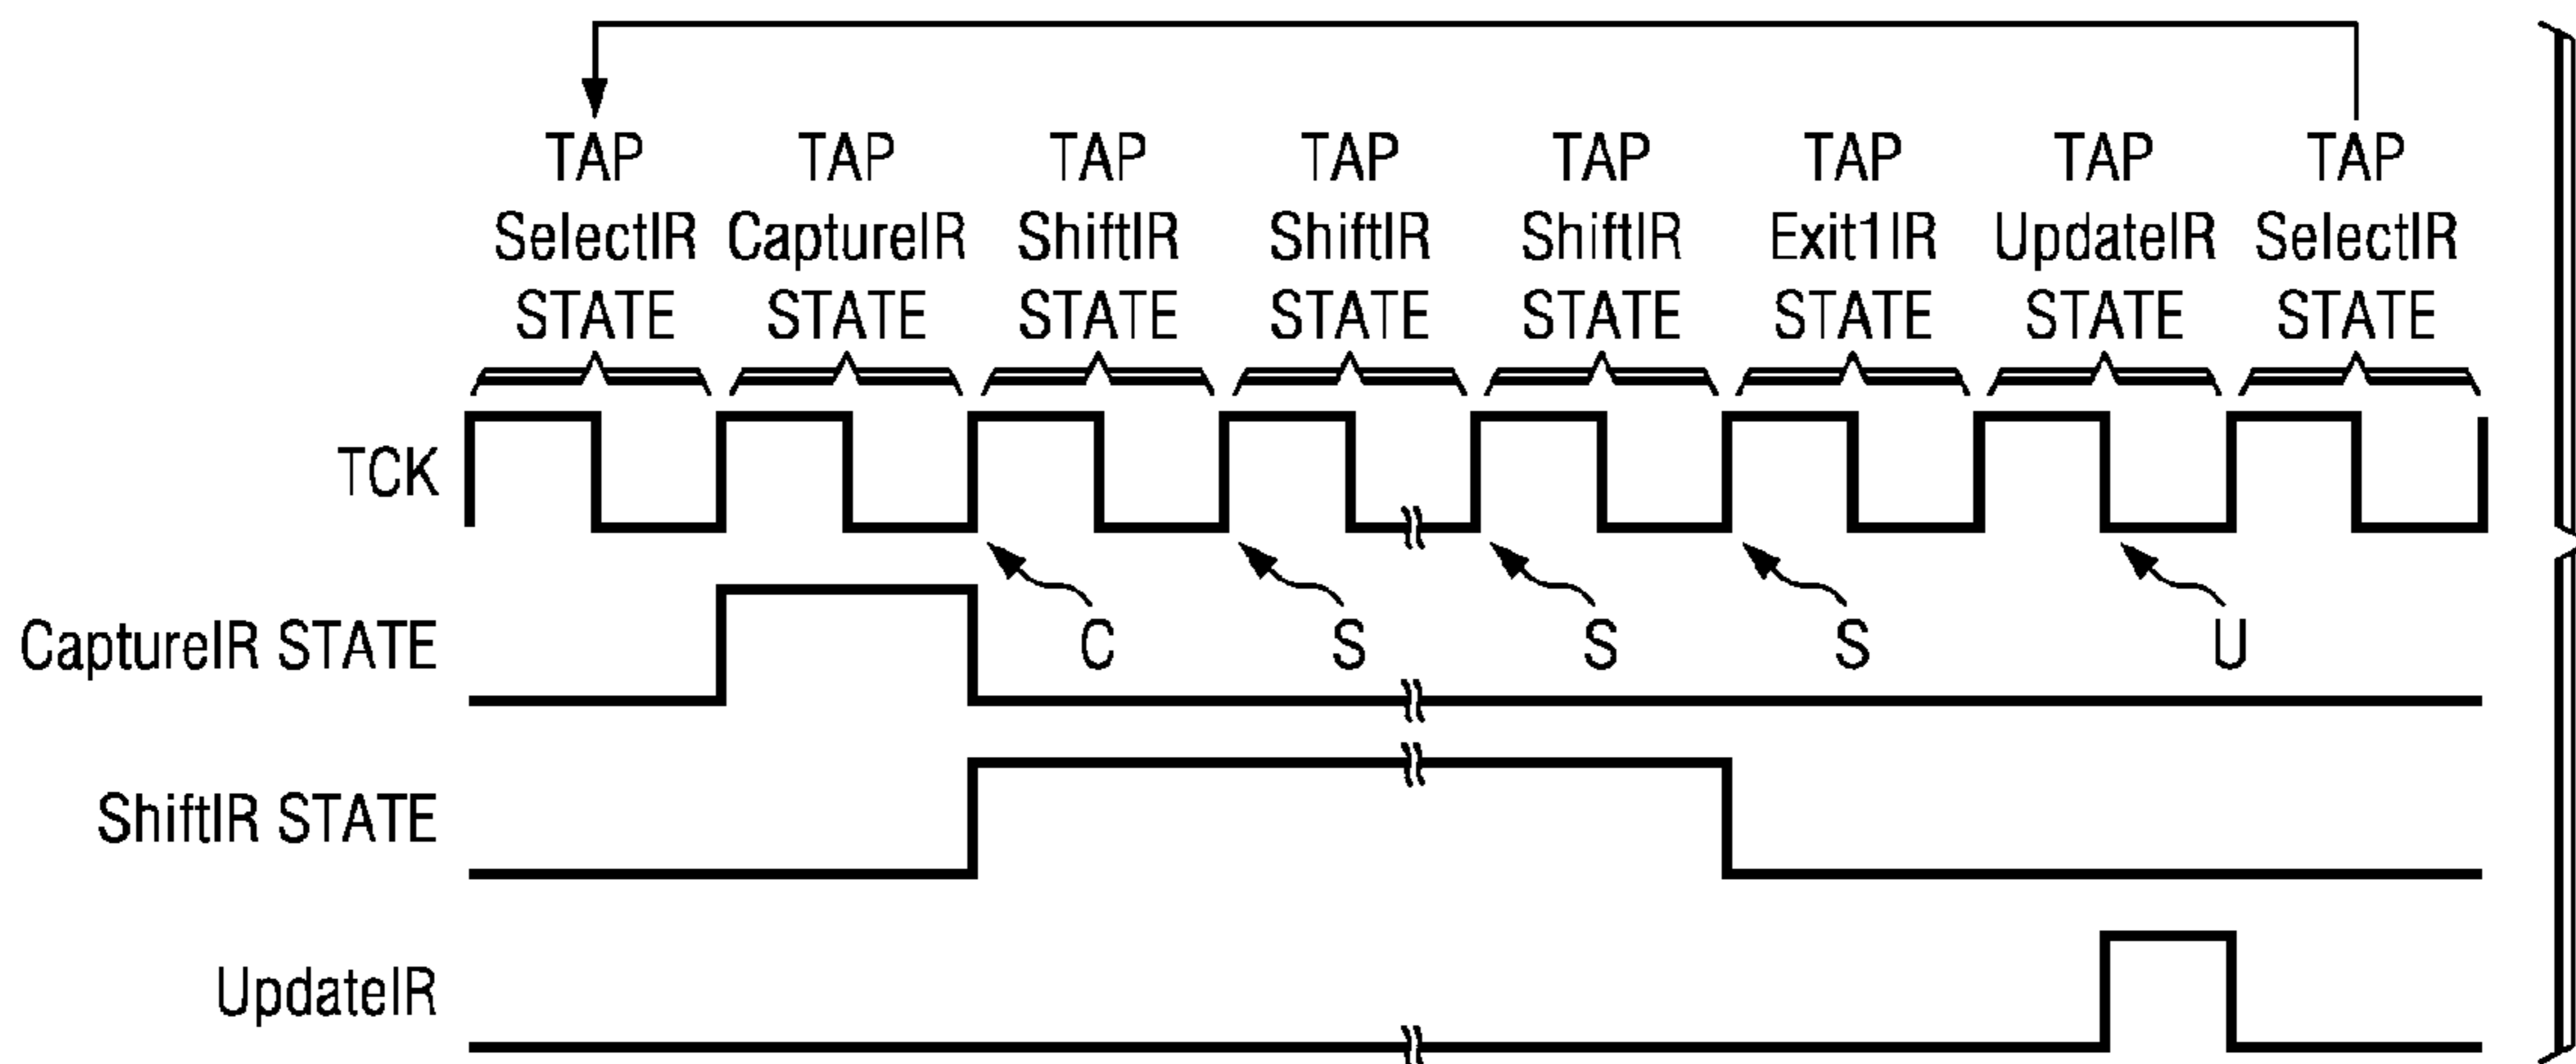 TAP TAP TAP TAP TAP TAP TAP TAP
SelectIR CaptureIR ShiftIR ShiftIR ShiftIR Exit1IR UpdateIR SelectIR
STATE STATE STATE STATE STATE STATE STATE STATE
TCK
CaptureIR STATE C S S S U
ShiftIR STATE
UpdateIR